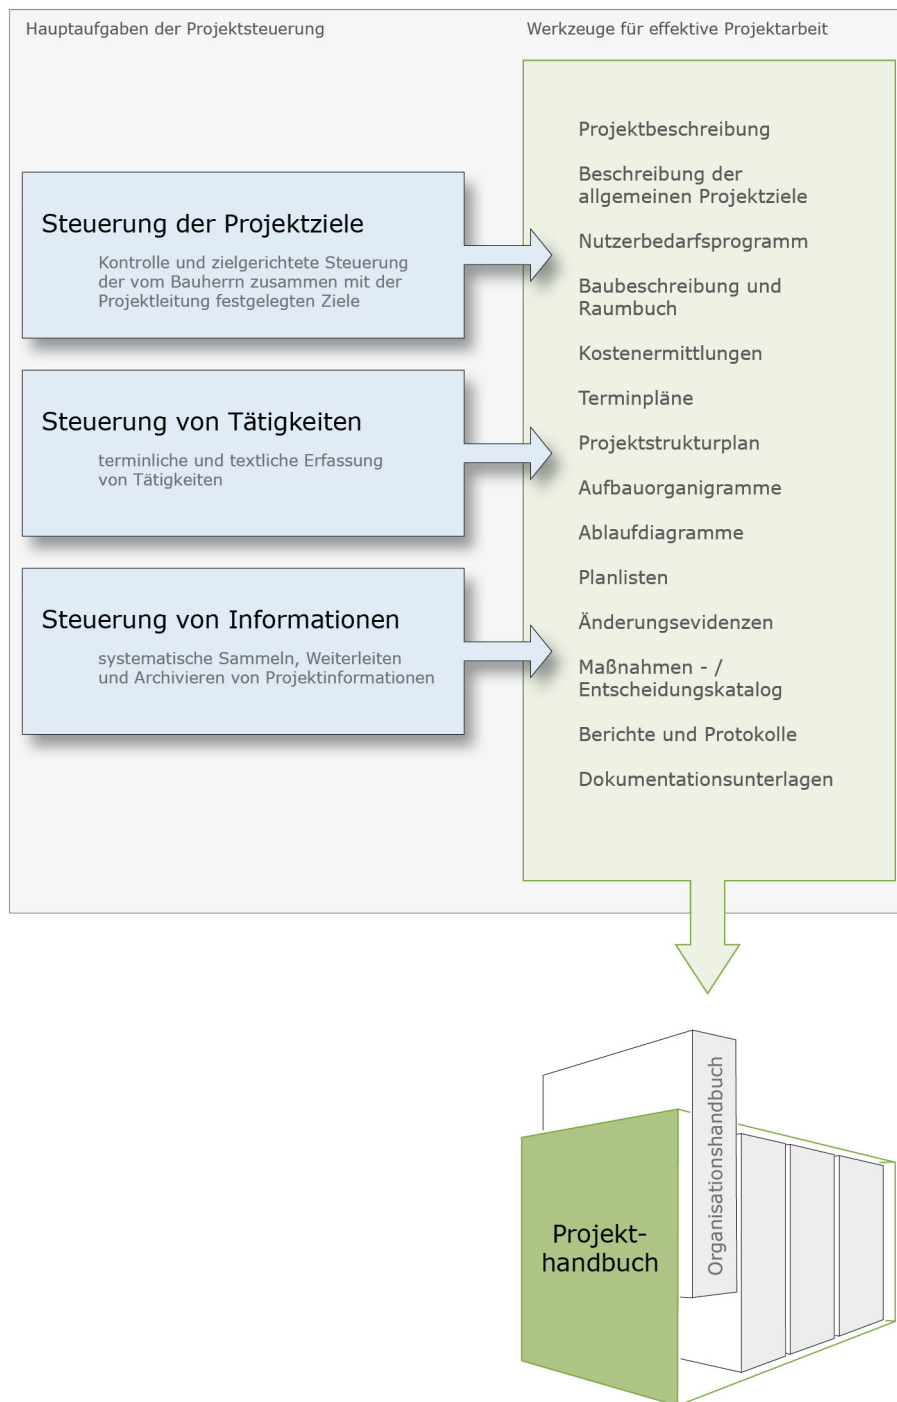 Hauptaufgaben der Projektsteuerung
Werkzeuge für effektive Projektarbeit
Steuerung der Projektziele
Kontrolle und zielgerichtete Steuerung
der vom Bauherrn zusammen mit der
Projektleitung festgelegten Ziele
Steuerung von Tätigkeiten
terminliche und textliche Erfassung
von Tätigkeiten
Steuerung von Informationen
systematische Sammeln, Weiterleiten
und Archivieren von Projektinformationen
Projektbeschreibung
Beschreibung der
allgemeinen Projektziele
Nutzerbedarfsprogramm
Baubeschreibung und
Raumbuch
Kostenermittlungen
Terminpläne
Projektstrukturplan
Aufbauorganigramme
Ablaufdiagramme
Planlisten
Änderungsevidenzen
Maßnahmen - /
Entscheidungskatalog
Berichte und Protokolle
Dokumentationsunterlagen
Organisationshandbuch
Projekt-
handbuch